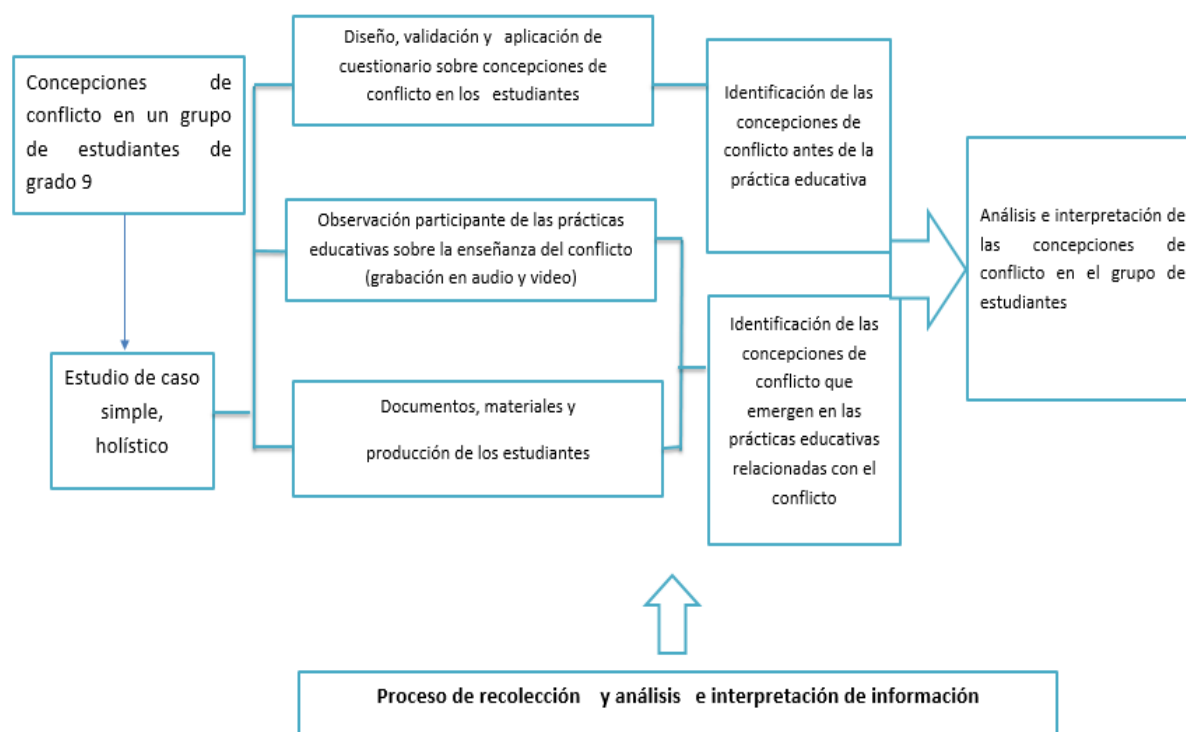 Concepciones de
conflicto en un grupo
de estudiantes de
grado 9
Estudio de caso
simple,
holístico
Diseño, validación y aplicación de
cuestionario sobre concepciones de
conflicto en los estudiantes
Observación participante de las prácticas
educativas sobre la enseñanza del conflicto
(grabación en audio y video)
Documentos, materiales y
producción de los estudiantes
Identificación de las
concepciones de
conflicto antes de la
práctica educativa
Identificación de las
concepciones de
conflicto que
emergen en las
prácticas educativas
relacionadas con el
conflicto
Análisis e interpretación de
las concepciones de
conflicto en el grupo de
estudiantes
Proceso de recolección y análisis e interpretación de información